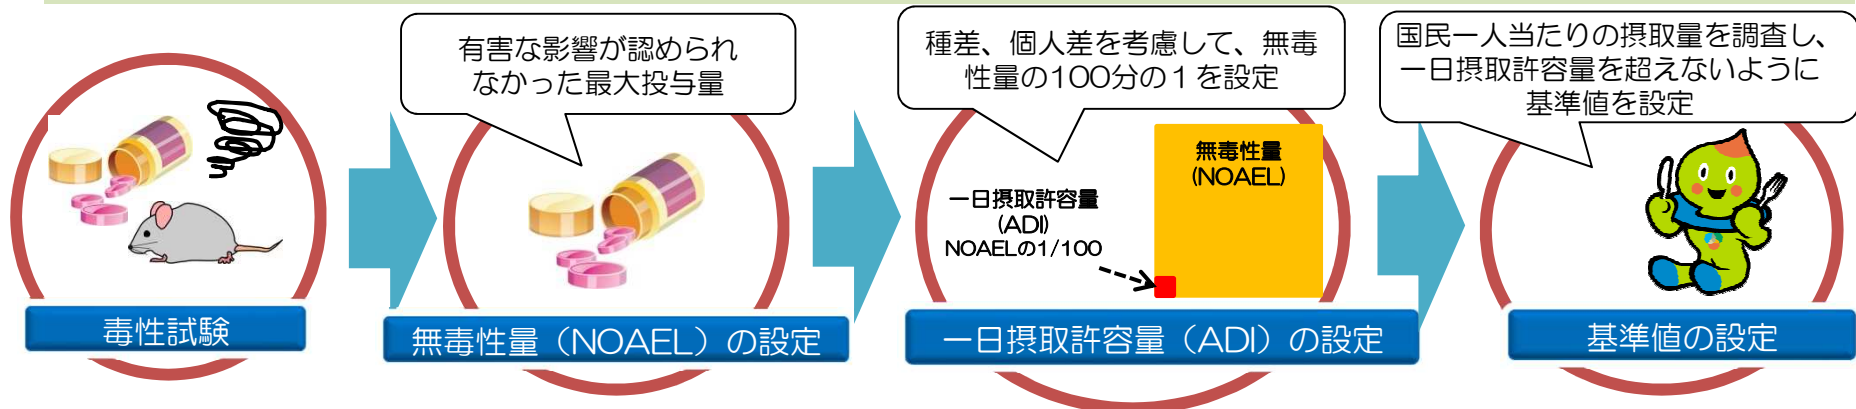 有害な影響が認められ
なかった最大投与量
種差、個人差を考慮して、無毒
性量の100分の１を設定
国民一人当たりの摂取量を調査し、
一日摂取許容量を超えないように
基準値を設定
無毒性量
(NOAEL)
一日摂取許容量
(ADI)
NOAELの1/100
毒性試験
無毒性量（NOAEL）の設定
一日摂取許容量（ADI）の設定
基準値の設定